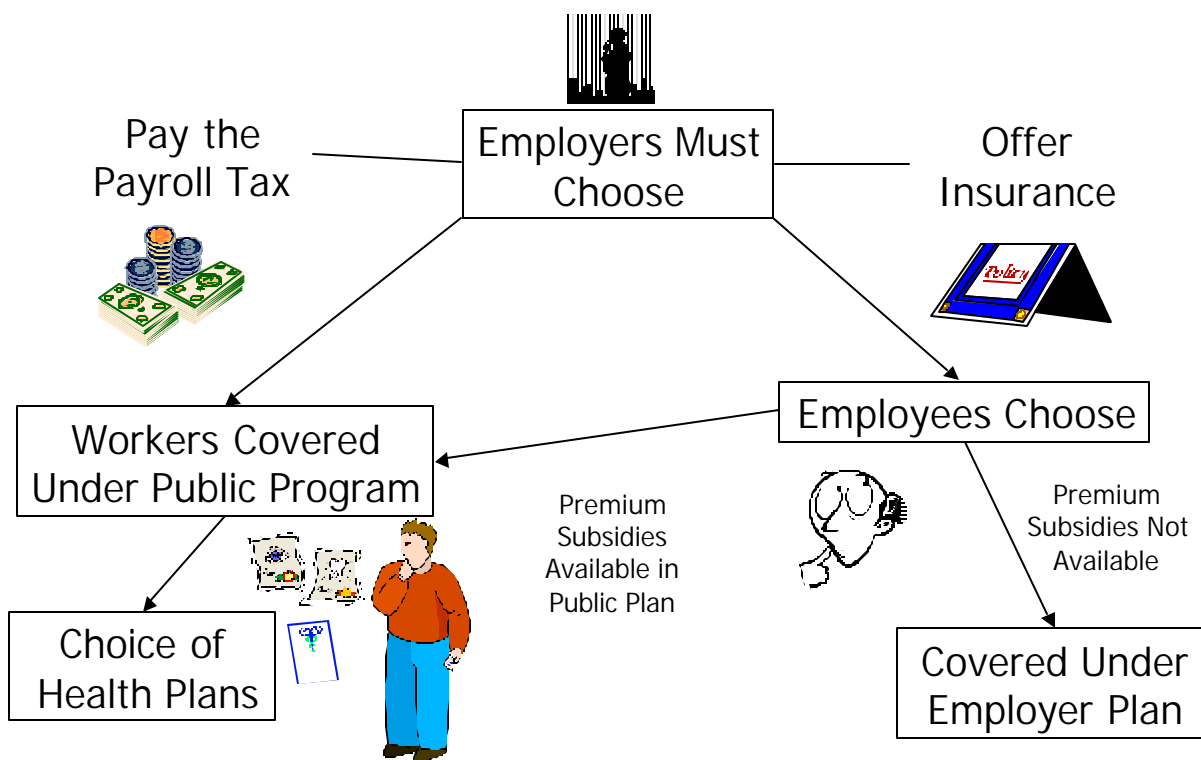 Pay the
Payroll Tax
Employers Must
Choose
Offer
Insurance
Policy
Workers Covered
Under Public Program
Employees Choose
Premium
Subsidies
Available in
Public Plan
Premium
Subsidies Not
Available
Choice of
Health Plans
Covered Under
Employer Plan